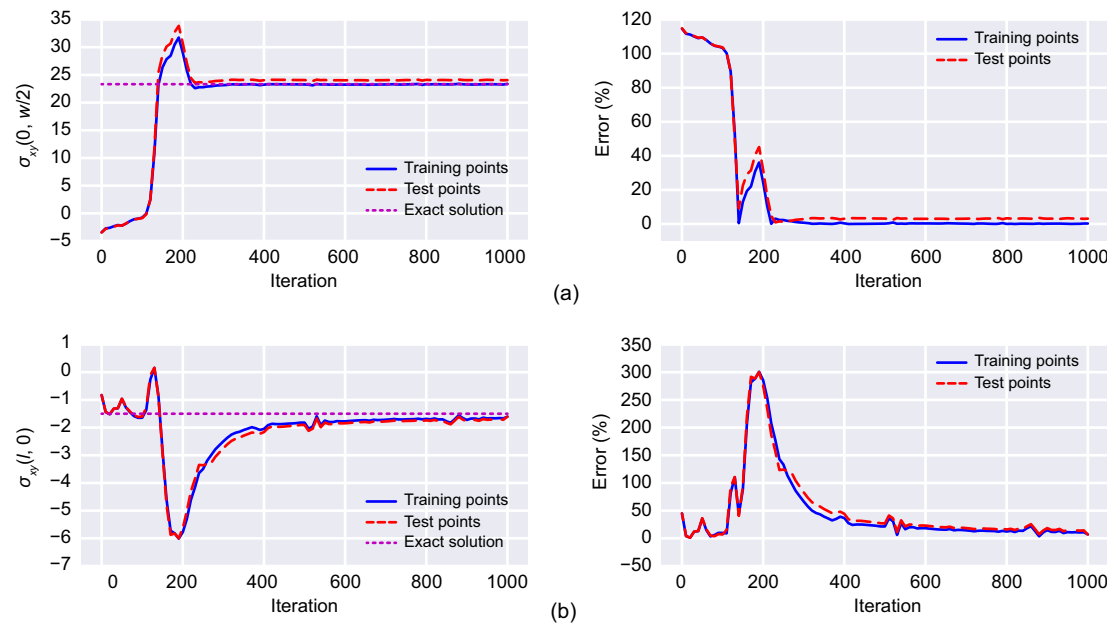 35
30
25
20
15
10
5
0
−5
σxy(0, w/2)
Training points
Test points
Exact solution
0 200 400 600 800 1000
Iteration
120
100
80
60
40
20
0
Error (%)
Training points
Test points
0 200 400 600 800 1000
Iteration
(a)
1
0
−1
−2
−3
−4
−5
−6
−7
σxy(l, 0)
Training points
Test points
Exact solution
0 200 400 600 800 1000
Iteration
350
300
250
200
150
100
50
0
−50
Error (%)
Training points
Test points
0 200 400 600 800 1000
Iteration
(b)